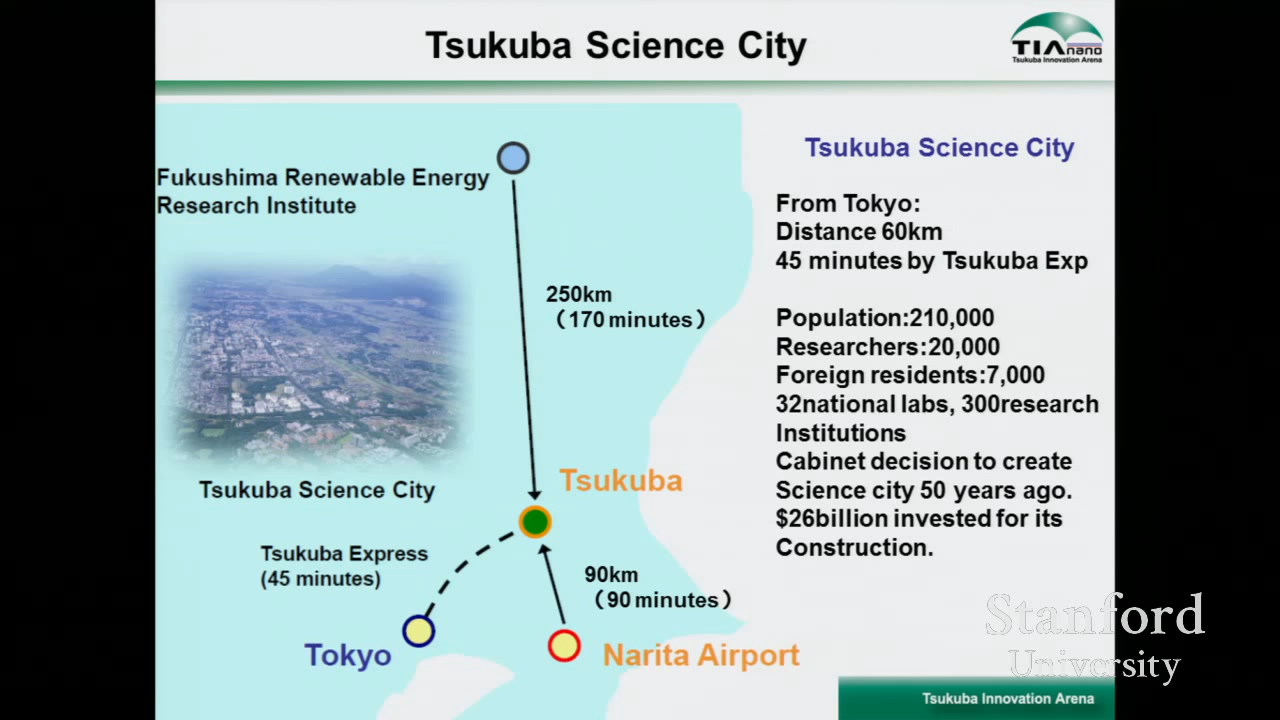 Tsukuba Science City
TIA nano
Tsukuba Innovation Arena
Fukushima Renewable Energy
Research Institute
250km
（170 minutes）
Tsukuba Science City
Tsukuba
Tsukuba Express
(45 minutes)
90km
（90 minutes）
Tokyo
Narita Airport
Tsukuba Science City
From Tokyo:
Distance 60km
45 minutes by Tsukuba Exp
Population:210,000
Researchers:20,000
Foreign residents:7,000
32national labs, 300research
Institutions
Cabinet decision to create
Science city 50 years ago.
$26billion invested for its
Construction.
Stanford
University
Tsukuba Innovation Arena